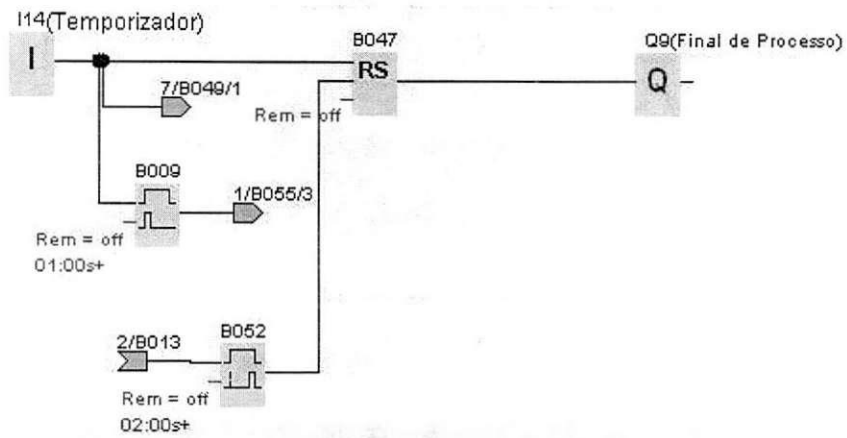 I14(Temporizador)
I
7/B049/1
B047
RS
Rem = off
Q9(Final de Processo)
Q
B009
1/B055/3
Rem = off
01:00s+
2/B013
B052
Rem = off
02:00s+